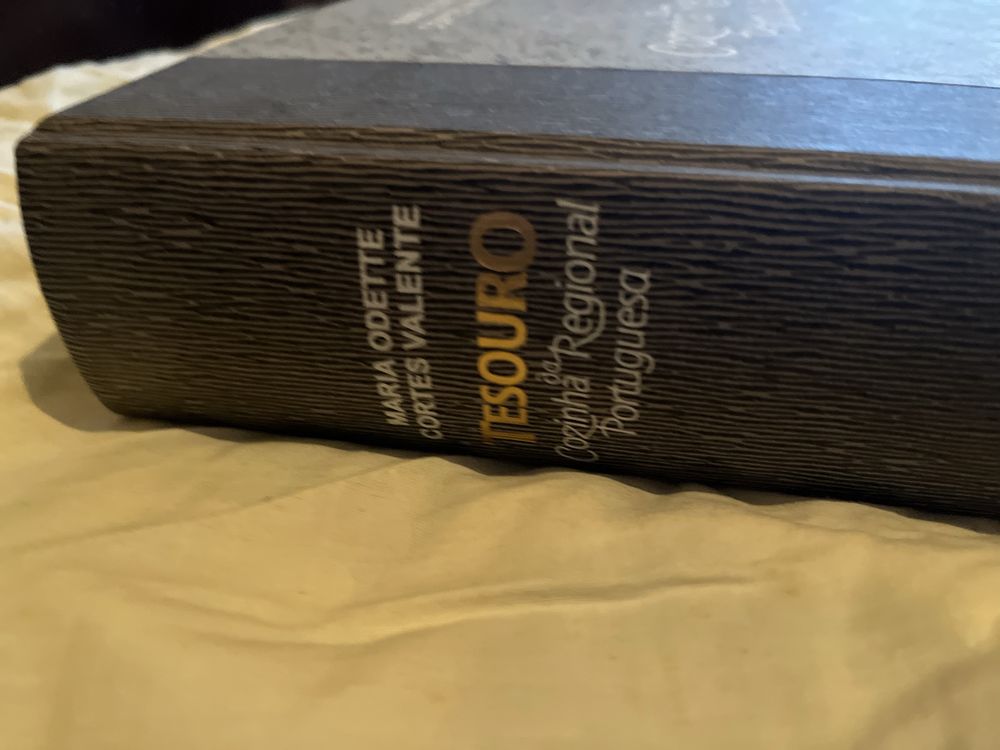 MARIA ODETTE
CORTES VALENTE
TESOURO
da
Cozinha Regional
Portuguesa